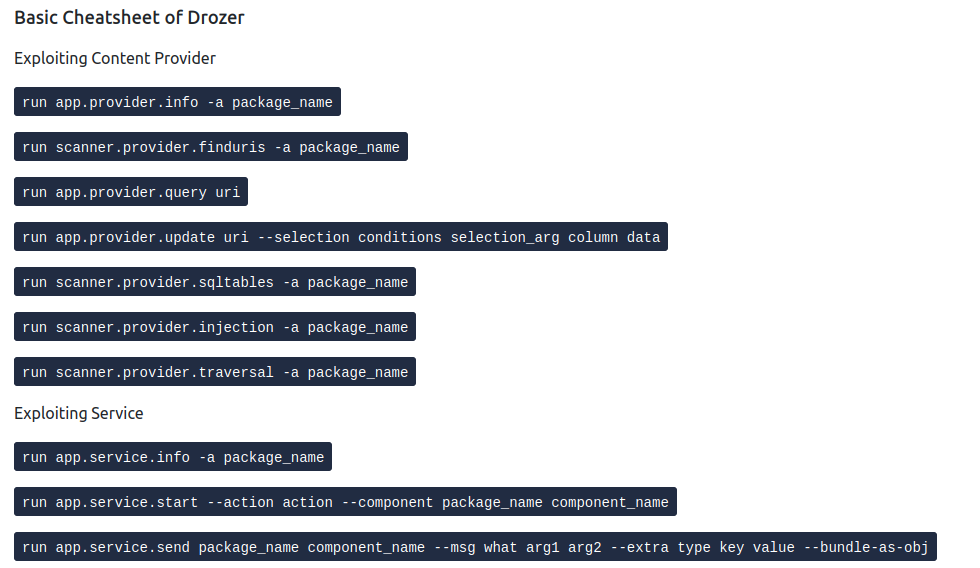 Basic Cheatsheet of Drozer
Exploiting Content Provider
run app.provider.info -a package_name
run scanner.provider.finduris -a package_name
run app.provider.query uri
run app.provider.update uri --selection conditions selection_arg column data
run scanner.provider.sqltables -a package_name
run scanner.provider.injection -a package_name
run scanner.provider.traversal -a package_name
Exploiting Service
run app.service.info -a package_name
run app.service.start --action action --component package_name component_name
run app.service.send package_name component_name --msg what arg1 arg2 --extra type key value --bundle-as-obj